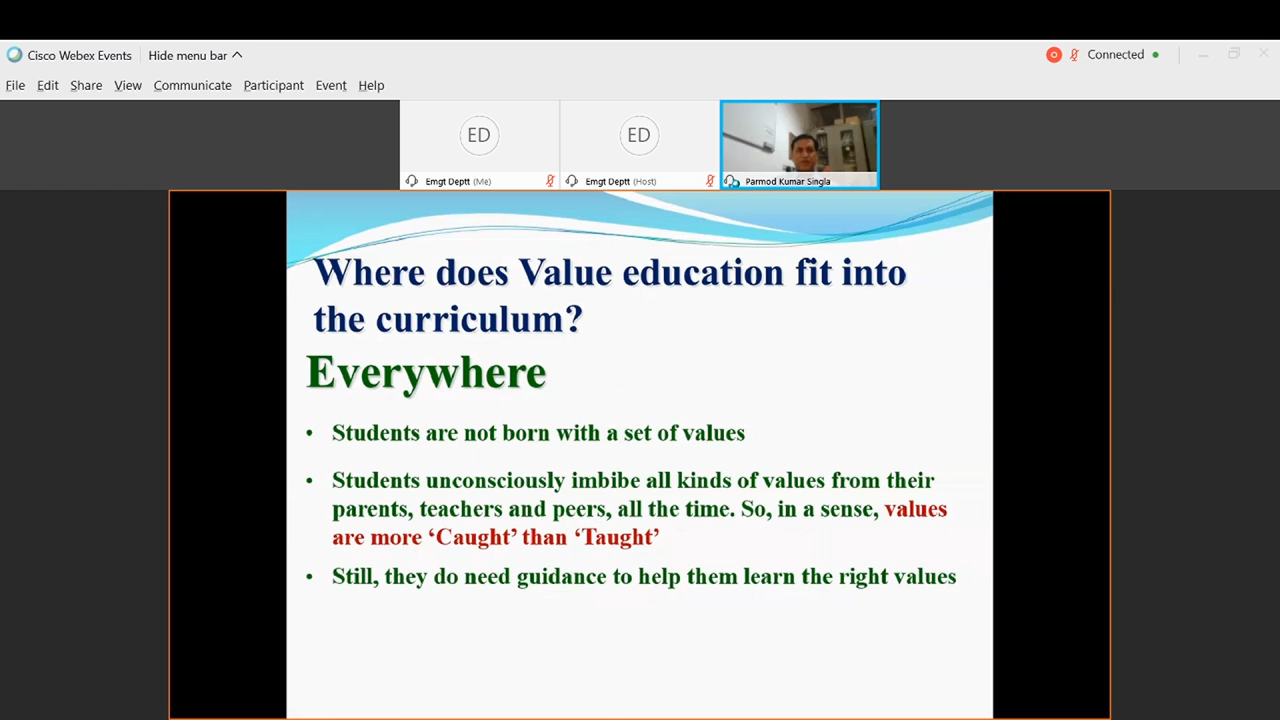 Cisco Webex Events Hide menu bar Connected
File Edit Share View Communicate Participant Event Help
ED ED
Emgt Deptt (Me) Emgt Deptt (Host) Parmod Kumar Singla
Where does Value education fit into
the curriculum?
Everywhere
• Students are not born with a set of values
• Students unconsciously imbibe all kinds of values from their
parents, teachers and peers, all the time. So, in a sense, values
are more ‘Caught’ than ‘Taught’
• Still, they do need guidance to help them learn the right values